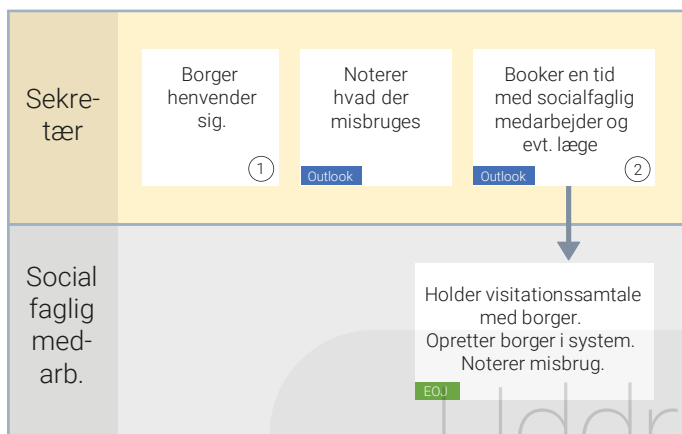 Sekre-
tær
Borger
henvender
sig.
1
Noterer
hvad der
misbruges
Outlook
Booker en tid
med socialfaglig
medarbejder og
evt. læge
Outlook
2
Social
faglig
med-
arb.
Holder visitationssamtale
med borger.
Opretter borger i system.
Noterer misbrug.
EOJ
Uddr